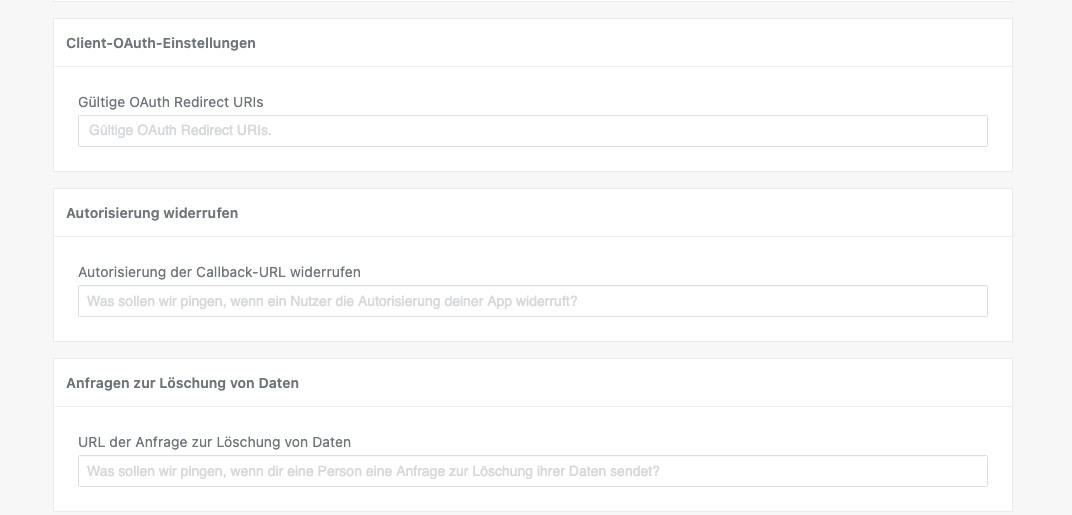 Client-OAuth-Einstellungen
Gültige OAuth Redirect URIs
Gültige OAuth Redirect URIs.
Autorisierung widerrufen
Autorisierung der Callback-URL widerrufen
Was sollen wir pingen, wenn ein Nutzer die Autorisierung deiner App widerruft?
Anfragen zur Löschung von Daten
URL der Anfrage zur Löschung von Daten
Was sollen wir pingen, wenn dir eine Person eine Anfrage zur Löschung ihrer Daten sendet?